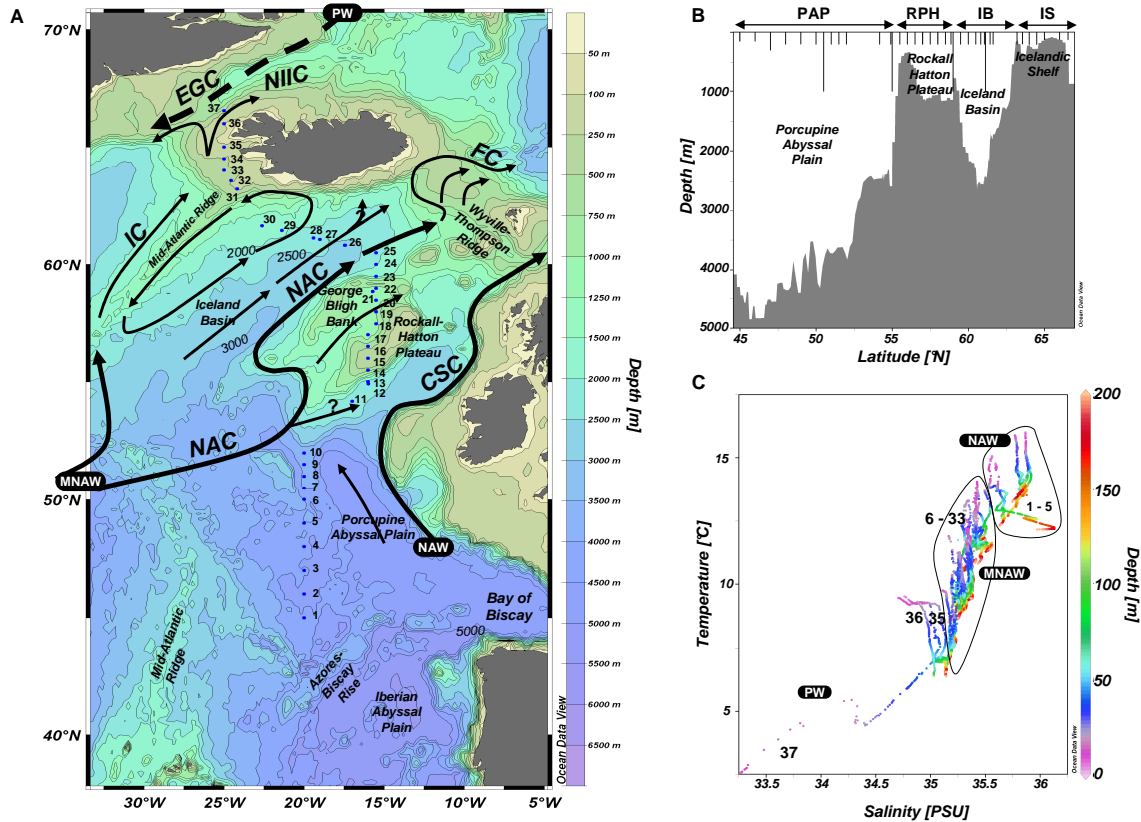 A
70°N
60°N
50°N
40°N
30°W
20°W
15°W
10°W
5°W
PW
EGC
NIIC
37
36
35
34
33
32
31
FC
Wyville-
Thompson
Ridge
IC
Mid-Atlantic Ridge
30
29
28
27
26
?
2000
2500
25
24
23
22
21
20
19
18
17
16
15
14
13
12
11
NAC
George
Bligh
Bank
Iceland
Basin
3000
Rockall-
Hatton
Plateau
CSC
?
NAC
MNAW
10
9
8
7
6
5
4
3
2
1
Porcupine
Abyssal Plain
NAW
Bay of
Biscay
5000
Mid-Atlantic
Ridge
Azores-
Biscay
Rise
Iberian
Abyssal
Plain
50 m
100 m
250 m
500 m
750 m
1000 m
1250 m
1500 m
1750 m
2000 m
2500 m
3000 m
3500 m
4000 m
4500 m
5000 m
5500 m
6000 m
6500 m
Depth [m]
Ocean Data View
B
PAP
RPH
IB
IS
Rockall
Hatton
Plateau
Iceland
Basin
Icelandic
Shelf
Porcupine
Abyssal
Plain
1000
2000
3000
4000
5000
Depth [m]
45
50
55
60
65
Latitude [°N]
Ocean Data View
C
15
10
5
Temperature [°C]
33.5
34
34.5
35
35.5
36
Salinity [PSU]
NAW
1 - 5
6 - 33
MNAW
36
35
PW
37
200
150
100
50
0
Depth [m]
Ocean Data View